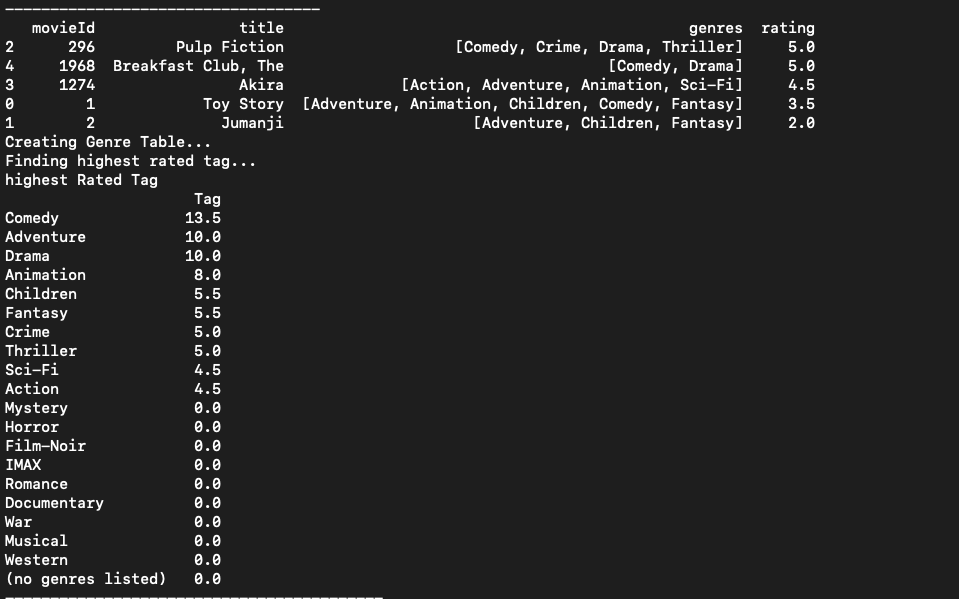 -----------------------------------
movieId title genres rating
2 296 Pulp Fiction [Comedy, Crime, Drama, Thriller] 5.0
4 1968 Breakfast Club, The [Comedy, Drama] 5.0
3 1274 Akira [Action, Adventure, Animation, Sci-Fi] 4.5
0 1 Toy Story [Adventure, Animation, Children, Comedy, Fantasy] 3.5
1 2 Jumanji [Adventure, Children, Fantasy] 2.0
Creating Genre Table...
Finding highest rated tag...
highest Rated Tag
Tag
Comedy 13.5
Adventure 10.0
Drama 10.0
Animation 8.0
Children 5.5
Fantasy 5.5
Crime 5.0
Thriller 5.0
Sci-Fi 4.5
Action 4.5
Mystery 0.0
Horror 0.0
Film-Noir 0.0
IMAX 0.0
Romance 0.0
Documentary 0.0
War 0.0
Musical 0.0
Western 0.0
(no genres listed) 0.0
------------------------------------------